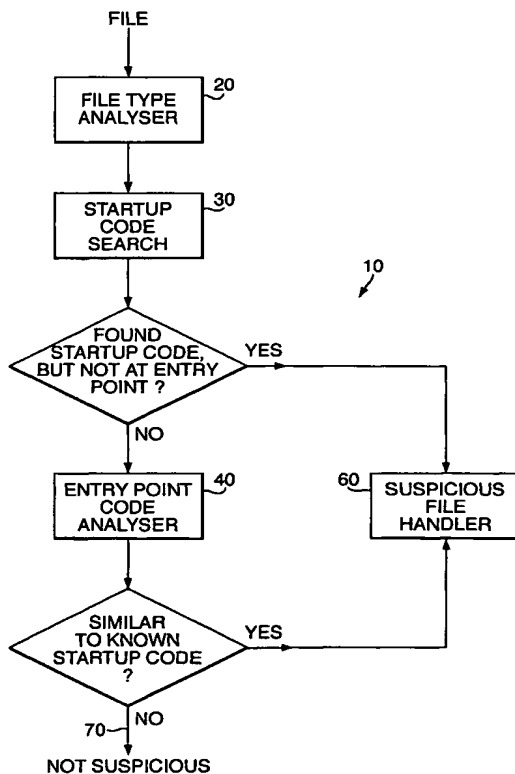 FILE
20
FILE TYPE
ANALYSER
30
STARTUP
CODE
SEARCH
10
FOUND
STARTUP CODE,
BUT NOT AT ENTRY
POINT ?
YES
NO
40
ENTRY POINT
CODE
ANALYSER
60
SUSPICIOUS
FILE
HANDLER
SIMILAR
TO KNOWN
STARTUP CODE
?
YES
70
NO
NOT SUSPICIOUS